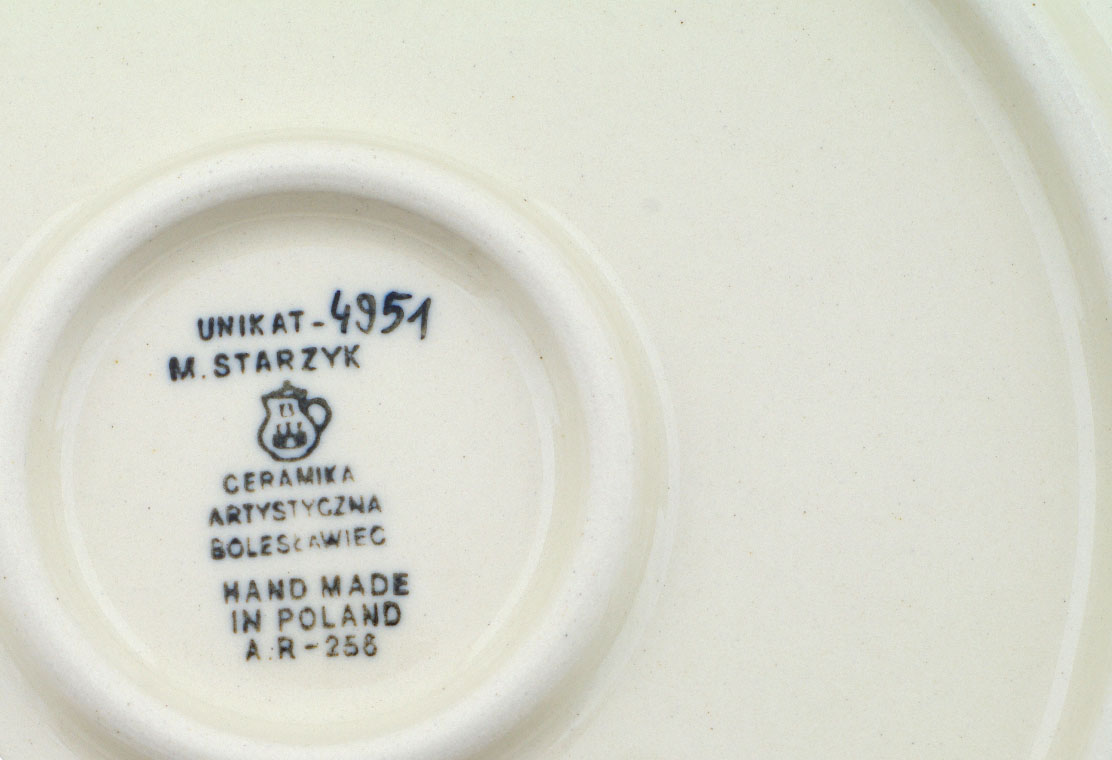 UNIKAT-4951
M. STARZYK
B
CERAMIKA
ARTYSTYCZNA
BOLESŁAWIEC
HAND MADE
IN POLAND
A.R-258